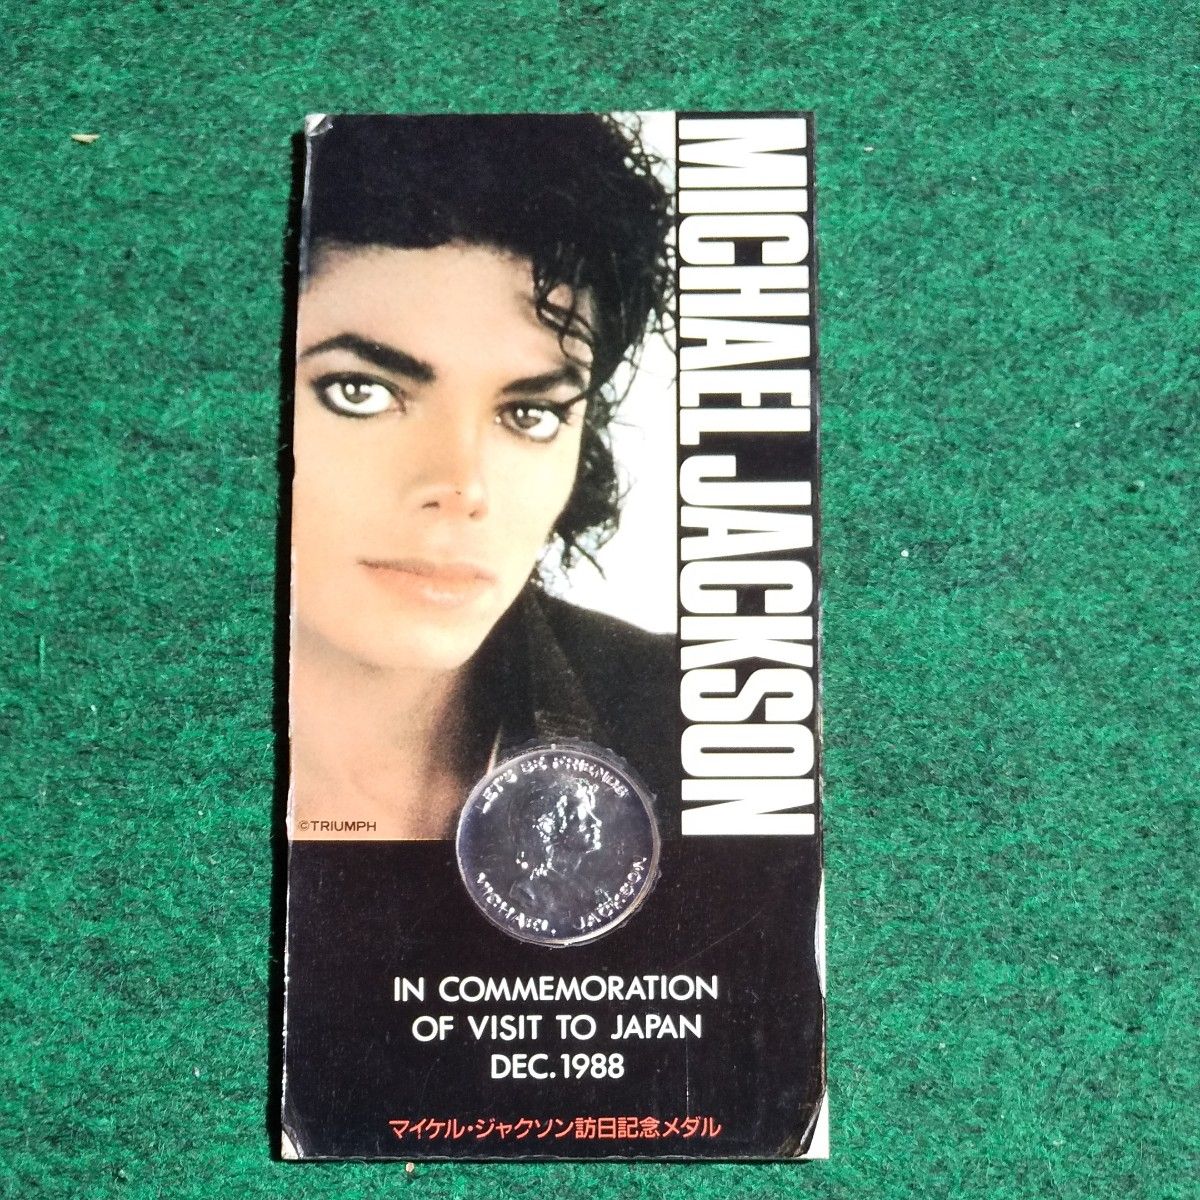 MICHAEL JACKSON
©TRIUMPH
LET'S BE FRIENDS
MICHAEL JACKSON
IN COMMEMORATION
OF VISIT TO JAPAN
DEC. 1988
マイケル・ジャクソン訪日記念メダル